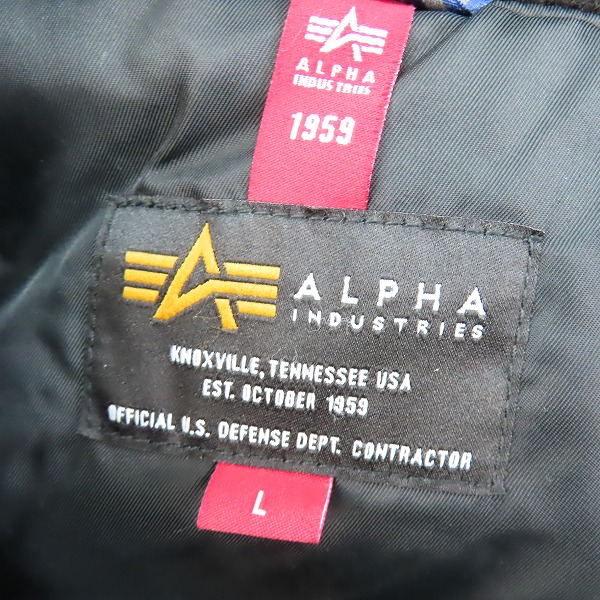 ALPHA
INDUSTRIES
1959
ALPHA
INDUSTRIES
KNOXVILLE, TENNESSEE USA
EST. OCTOBER 1959
OFFICIAL U.S. DEFENSE DEPT. CONTRACTOR
L